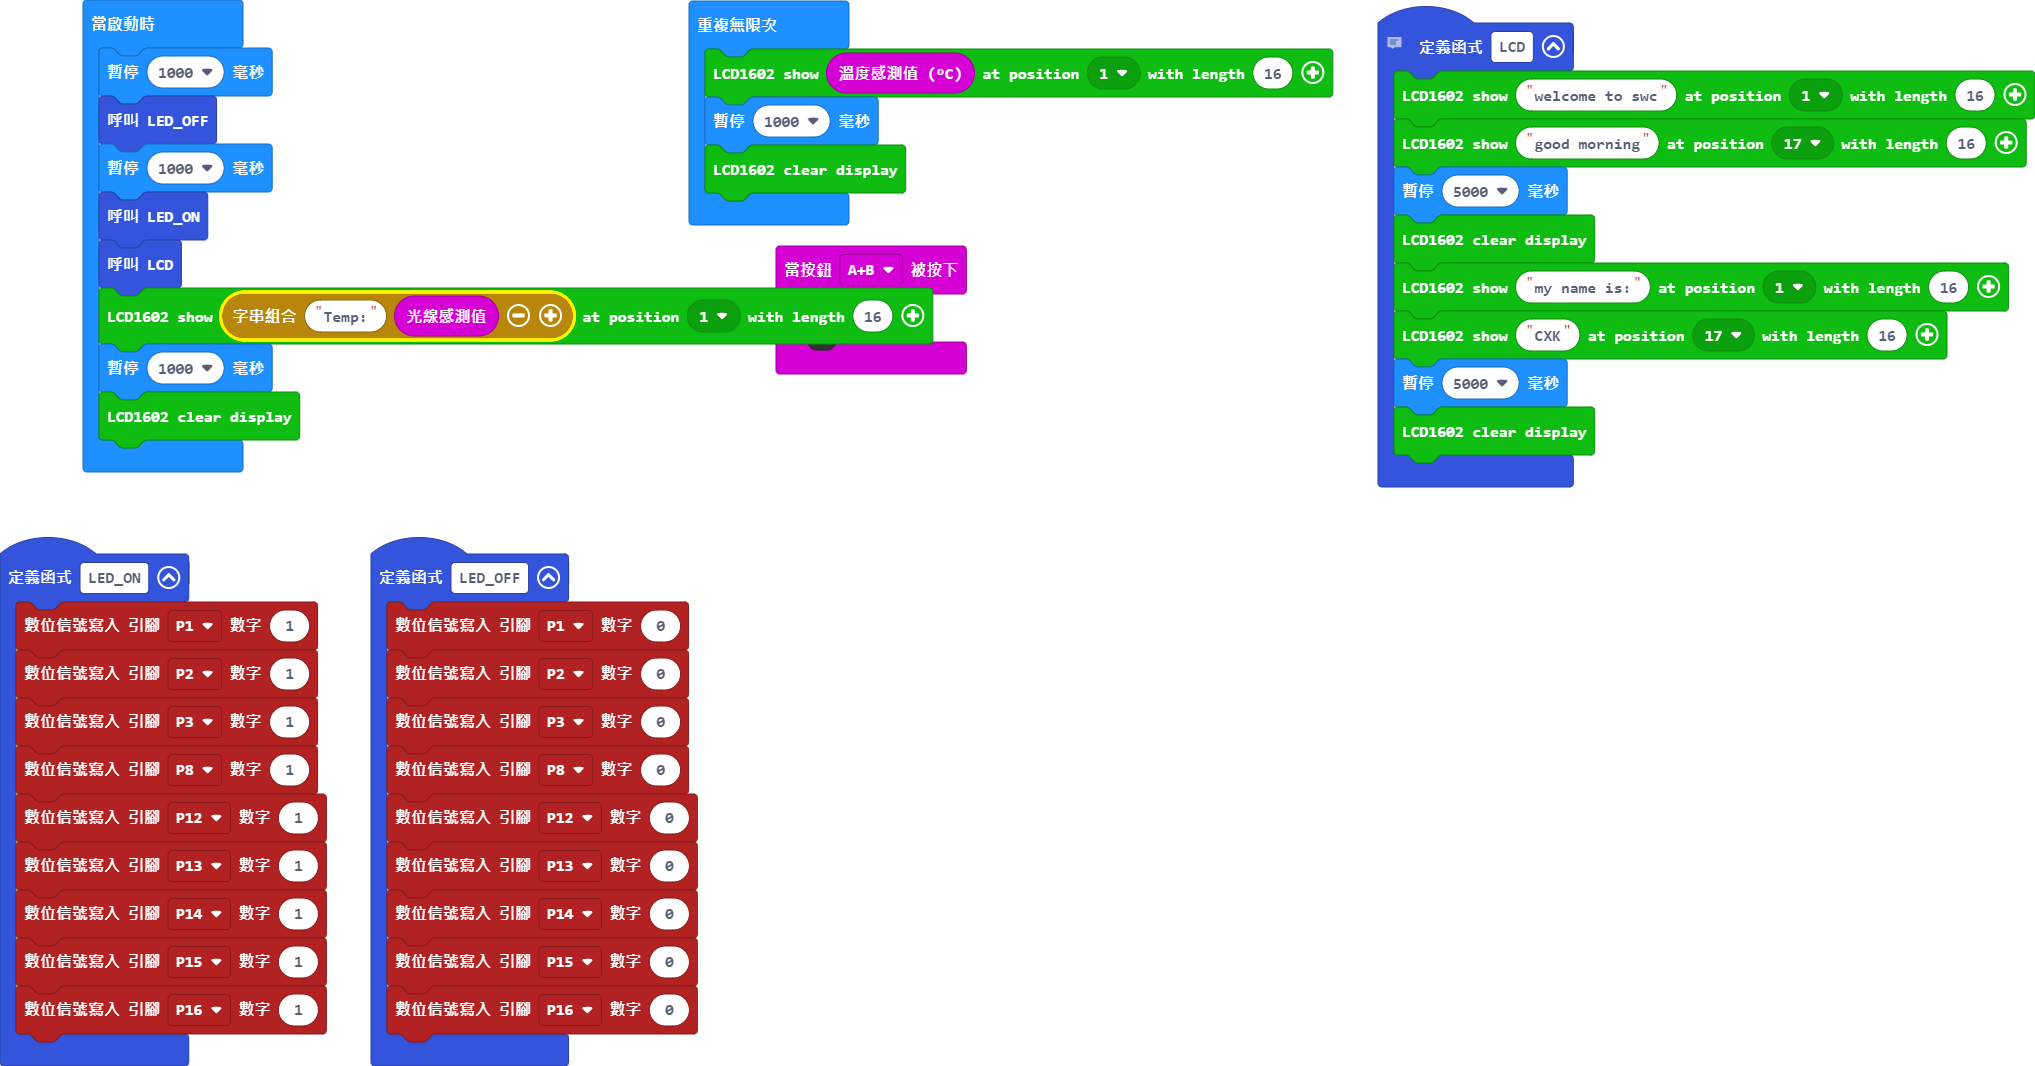 當啟動時
暫停 1000 毫秒
呼叫 LED_OFF
暫停 1000 毫秒
呼叫 LED_ON
呼叫 LCD
LCD1602 show 字串組合 "Temp:" 光線感測值 at position 1 with length 16
暫停 1000 毫秒
LCD1602 clear display
重複無限次
LCD1602 show 溫度感測值 (ºC) at position 1 with length 16
暫停 1000 毫秒
LCD1602 clear display
當按鈕 A+B 被按下
定義函式 LCD
LCD1602 show "welcome to swc" at position 1 with length 16
LCD1602 show "good morning" at position 17 with length 16
暫停 5000 毫秒
LCD1602 clear display
LCD1602 show "my name is:" at position 1 with length 16
LCD1602 show "CXK" at position 17 with length 16
暫停 5000 毫秒
LCD1602 clear display
定義函式 LED_ON
數位信號寫入 引腳 P1 數字 1
數位信號寫入 引腳 P2 數字 1
數位信號寫入 引腳 P3 數字 1
數位信號寫入 引腳 P8 數字 1
數位信號寫入 引腳 P12 數字 1
數位信號寫入 引腳 P13 數字 1
數位信號寫入 引腳 P14 數字 1
數位信號寫入 引腳 P15 數字 1
數位信號寫入 引腳 P16 數字 1
定義函式 LED_OFF
數位信號寫入 引腳 P1 數字 0
數位信號寫入 引腳 P2 數字 0
數位信號寫入 引腳 P3 數字 0
數位信號寫入 引腳 P8 數字 0
數位信號寫入 引腳 P12 數字 0
數位信號寫入 引腳 P13 數字 0
數位信號寫入 引腳 P14 數字 0
數位信號寫入 引腳 P15 數字 0
數位信號寫入 引腳 P16 數字 0